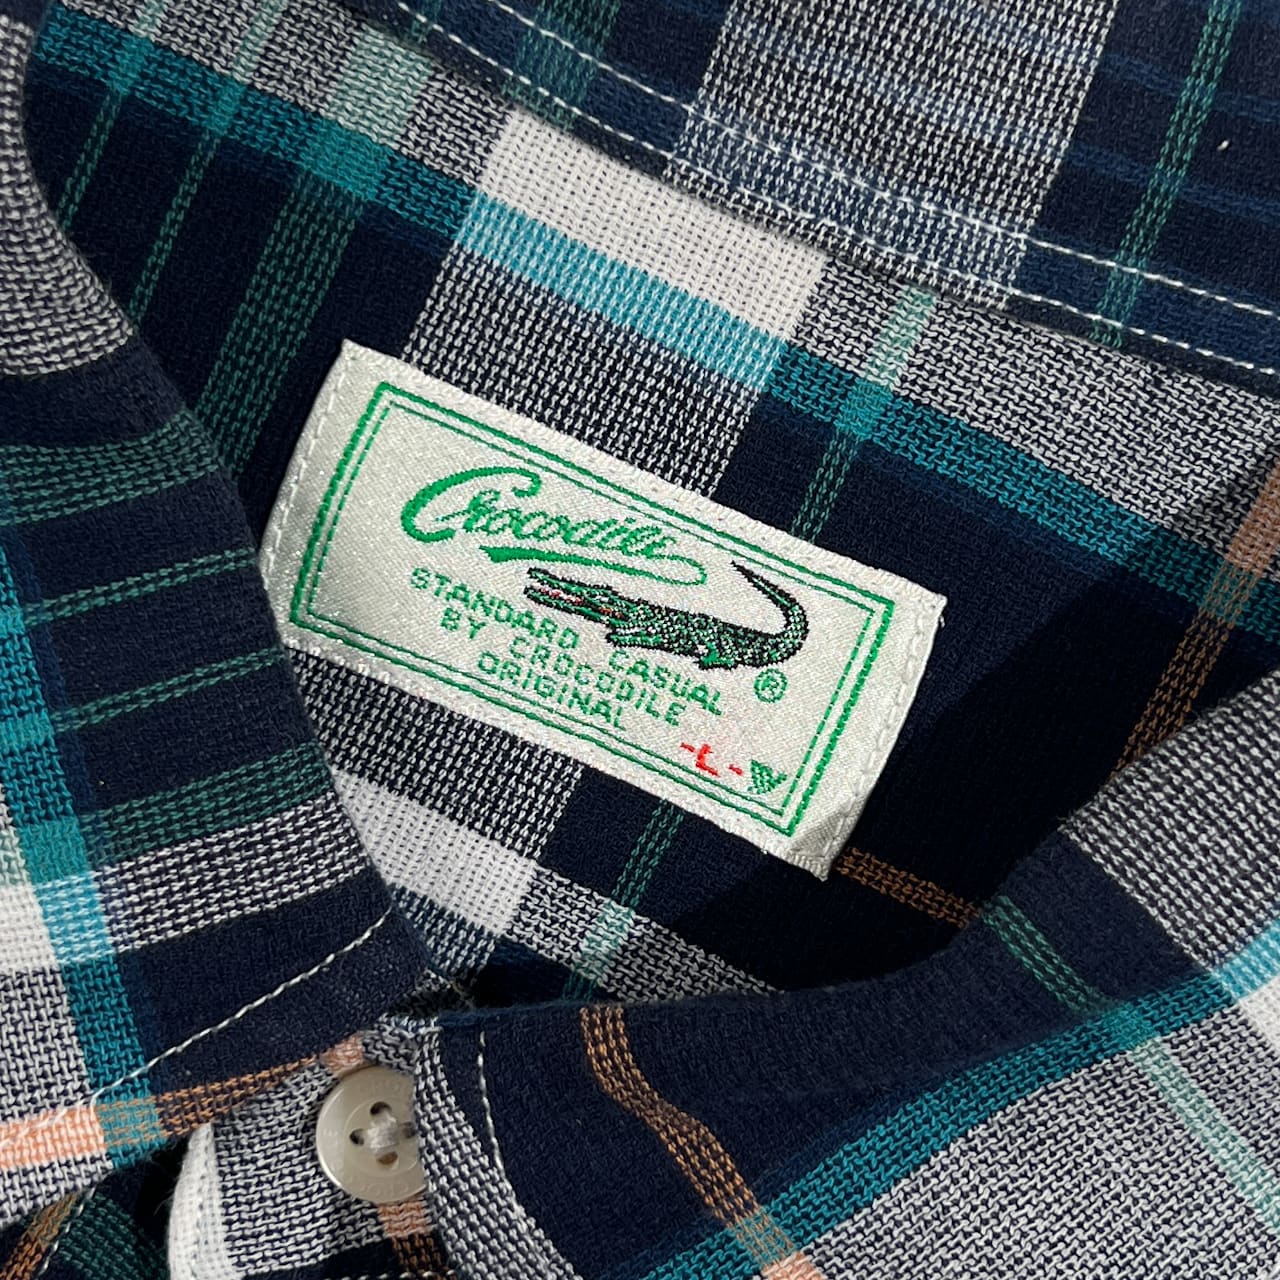 Crocodile
STANDARD CASUAL
BY CROCODILE
ORIGINAL
®
-L-